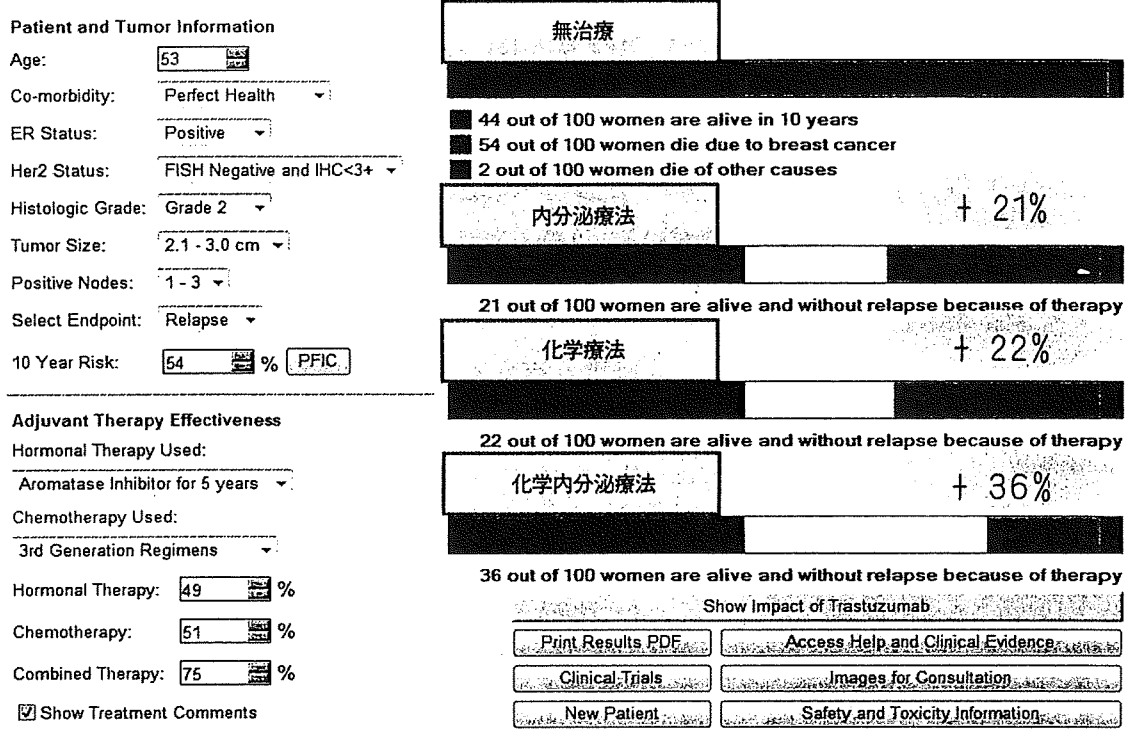 Patient and Tumor Information
Age: 53
Co-morbidity: Perfect Health
ER Status: Positive
Her2 Status: FISH Negative and IHC<3+
Histologic Grade: Grade 2
Tumor Size: 2.1 - 3.0 cm
Positive Nodes: 1 - 3
Select Endpoint: Relapse
10 Year Risk: 54 % PFIC
Adjuvant Therapy Effectiveness
Hormonal Therapy Used:
Aromatase Inhibitor for 5 years
Chemotherapy Used:
3rd Generation Regimens
Hormonal Therapy: 49 %
Chemotherapy: 51 %
Combined Therapy: 75 %
Show Treatment Comments
無治療
44 out of 100 women are alive in 10 years
54 out of 100 women die due to breast cancer
2 out of 100 women die of other causes
内分泌療法 + 21%
21 out of 100 women are alive and without relapse because of therapy
化学療法 + 22%
22 out of 100 women are alive and without relapse because of therapy
化学内分泌療法 + 36%
36 out of 100 women are alive and without relapse because of therapy
Show Impact of Trastuzumab
Print Results PDF Access Help and Clinical Evidence
Clinical Trials Images for Consultation
New Patient Safety and Toxicity Information